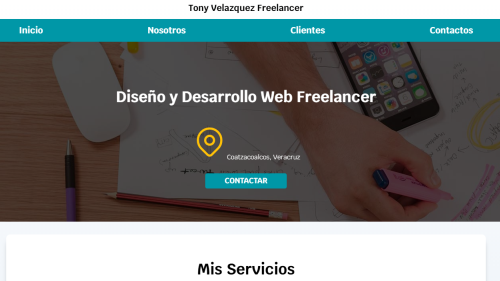 Tony Velazquez Freelancer
Inicio Nosotros Clientes Contactos
Diseño y Desarrollo Web Freelancer
Coatzacoalcos, Veracruz
CONTACTAR
Mis Servicios